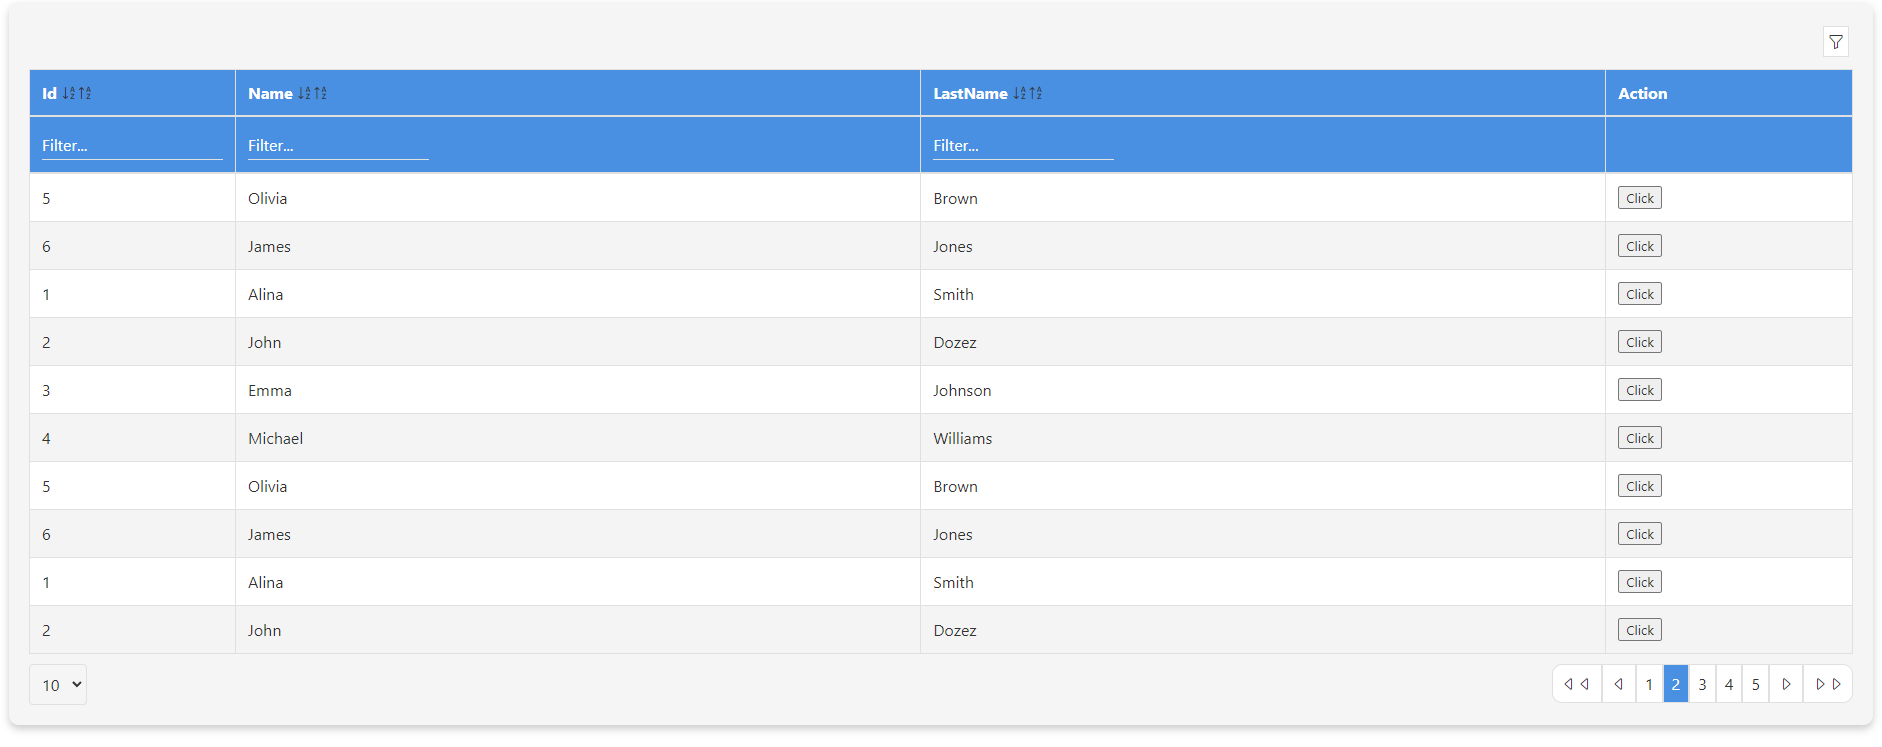 Id Name LastName Action
Filter... Filter... Filter...
5 Olivia Brown Click
6 James Jones Click
1 Alina Smith Click
2 John Dozez Click
3 Emma Johnson Click
4 Michael Williams Click
5 Olivia Brown Click
6 James Jones Click
1 Alina Smith Click
2 John Dozez Click
10 1 2 3 4 5